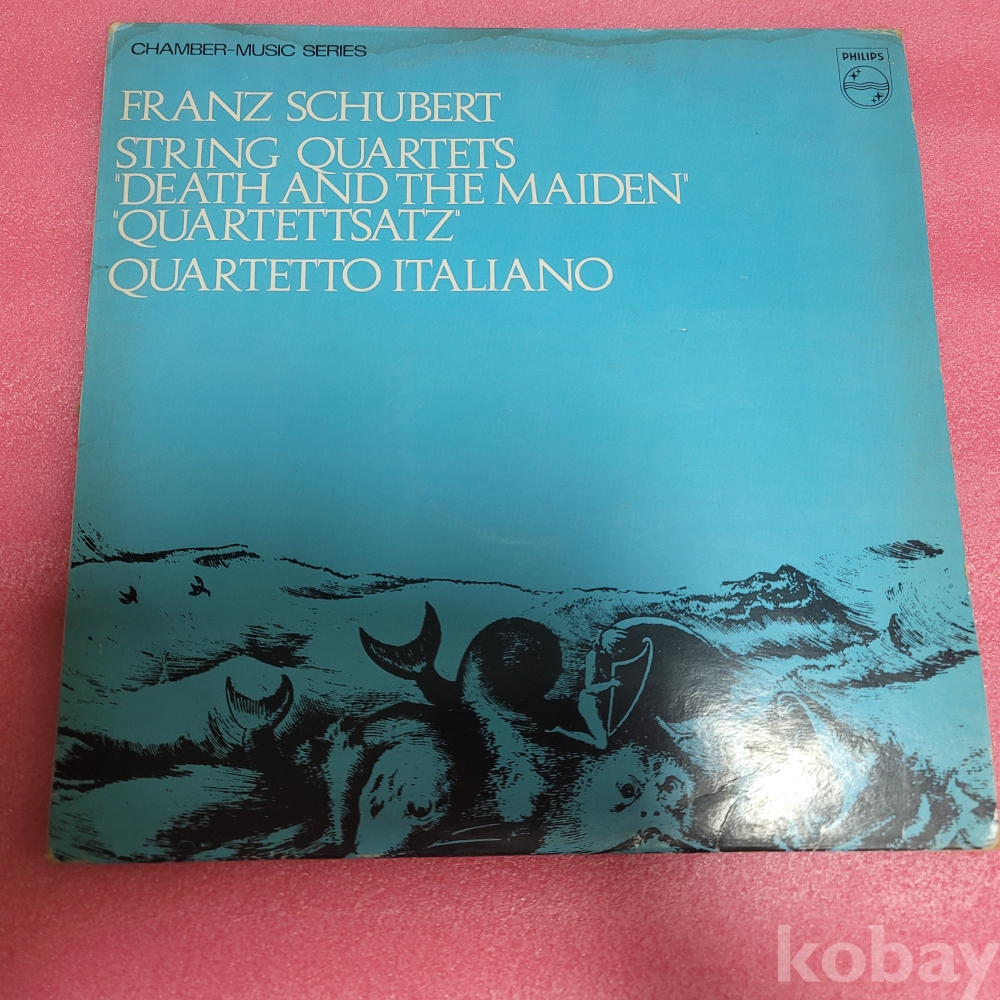 CHAMBER-MUSIC SERIES
PHILIPS
FRANZ SCHUBERT
STRING QUARTETS
"DEATH AND THE MAIDEN"
"QUARTETTSATZ"
QUARTETTO ITALIANO
kobay